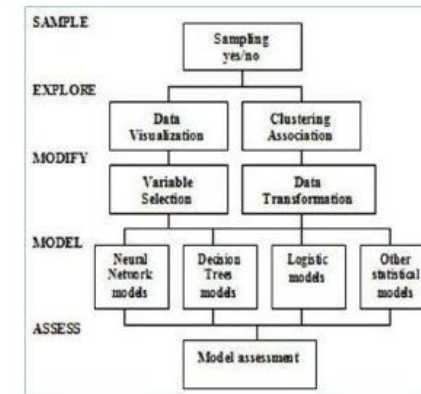 SAMPLE
Sampling
yes/no
EXPLORE
Data
Visualization
Clustering
Association
MODIFY
Variable
Selection
Data
Transformation
MODEL
Neural
Network
models
Decision
Trees
models
Logistic
models
Other
statistical
models
ASSESS
Model assessment